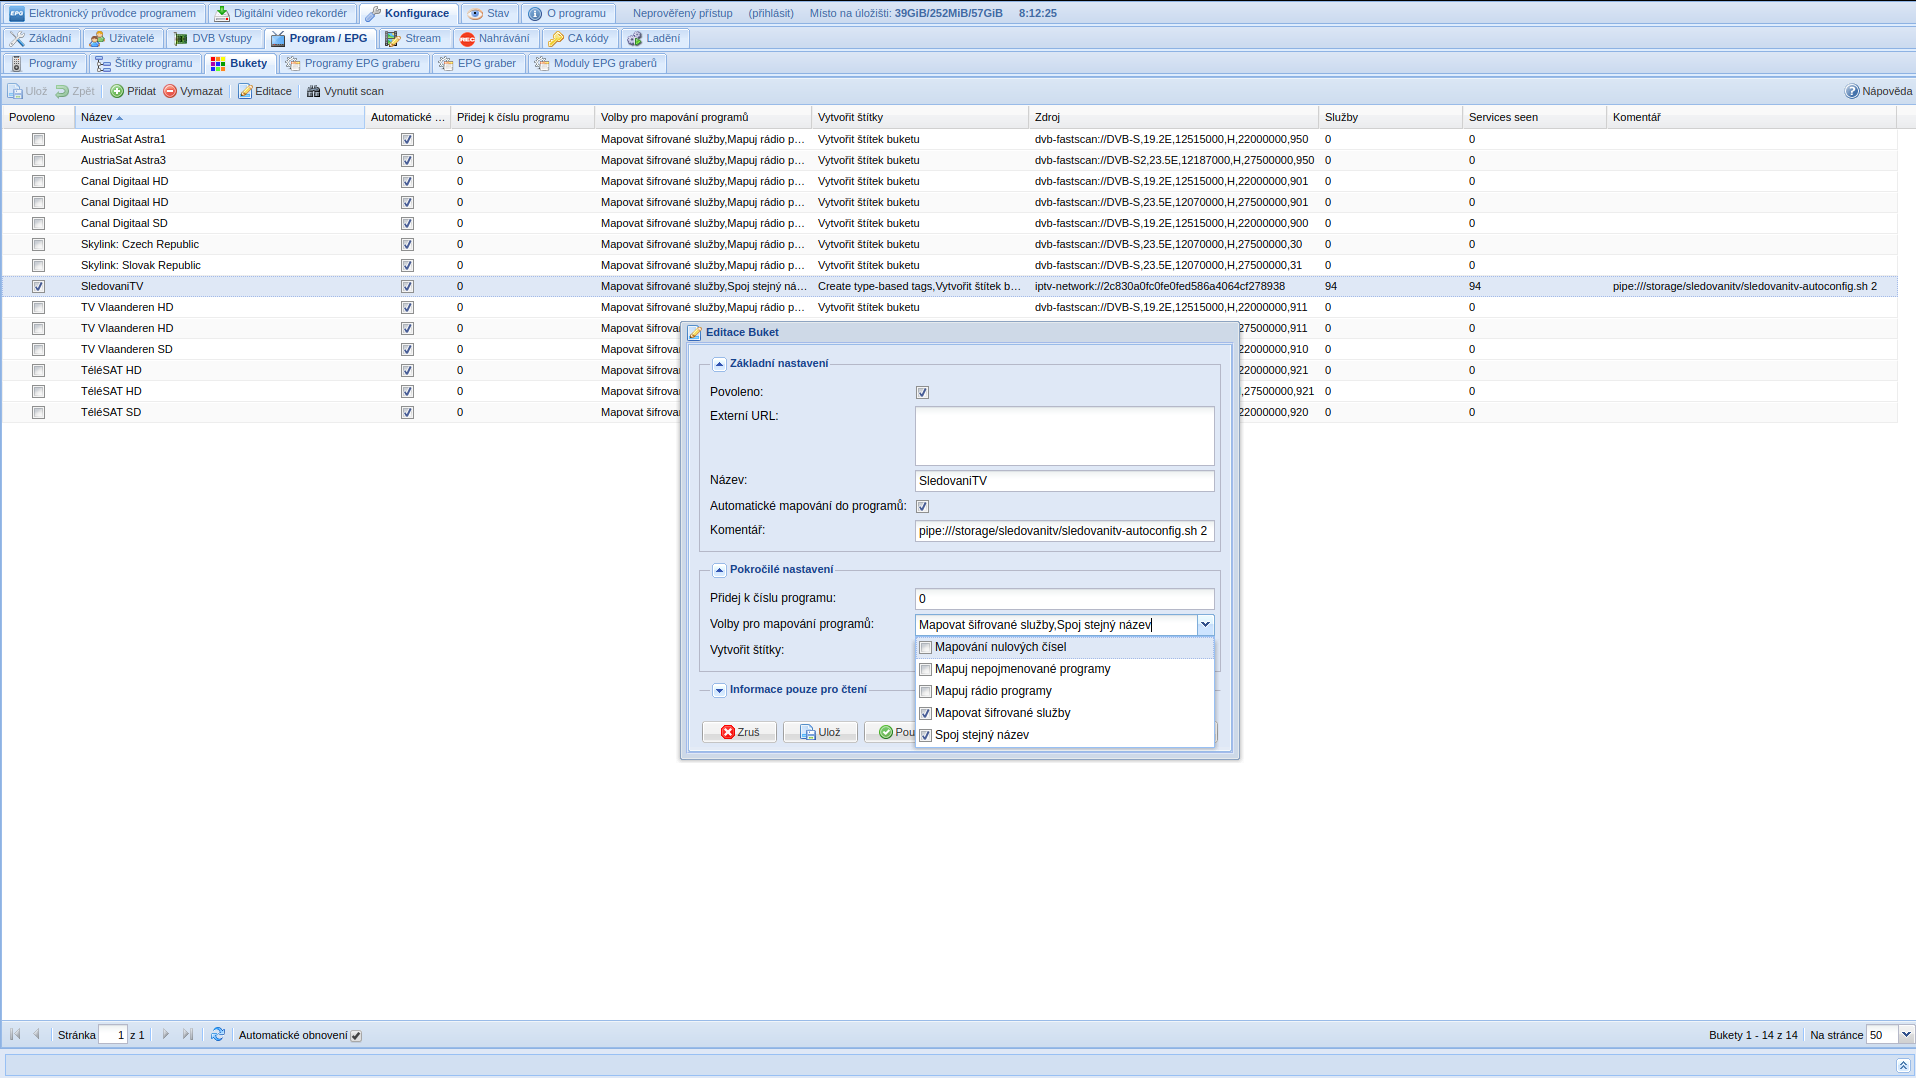 EPG Elektronický průvodce programem Digitální video rekordér Konfigurace Stav O programu Neprověřený přístup (přihlásit) Místo na úložišti: 39GiB/252MiB/57GiB 8:12:25
Základní Uživatelé DVB Vstupy Program / EPG Stream Nahrávání CA kódy Ladění
Programy Štítky programu Bukety Programy EPG graberu EPG graber Moduly EPG graberů
Ulož Zpět Přidat Vymazat Editace Vynutit scan Nápověda
Povoleno Název Automatické ... Přidej k číslu programu Volby pro mapování programů Vytvořit štítky Zdroj Služby Services seen Komentář
AustriaSat Astra1 0 Mapovat šifrované služby,Mapuj rádio p... Vytvořit štítek buketu dvb-fastscan://DVB-S,19.2E,12515000,H,22000000,950 0 0
AustriaSat Astra3 0 Mapovat šifrované služby,Mapuj rádio p... Vytvořit štítek buketu dvb-fastscan://DVB-S2,23.5E,12187000,H,27500000,950 0 0
Canal Digitaal HD 0 Mapovat šifrované služby,Mapuj rádio p... Vytvořit štítek buketu dvb-fastscan://DVB-S,19.2E,12515000,H,22000000,901 0 0
Canal Digitaal HD 0 Mapovat šifrované služby,Mapuj rádio p... Vytvořit štítek buketu dvb-fastscan://DVB-S,23.5E,12070000,H,27500000,901 0 0
Canal Digitaal SD 0 Mapovat šifrované služby,Mapuj rádio p... Vytvořit štítek buketu dvb-fastscan://DVB-S,19.2E,12515000,H,22000000,900 0 0
Skylink: Czech Republic 0 Mapovat šifrované služby,Mapuj rádio p... Vytvořit štítek buketu dvb-fastscan://DVB-S,23.5E,12070000,H,27500000,30 0 0
Skylink: Slovak Republic 0 Mapovat šifrované služby,Mapuj rádio p... Vytvořit štítek buketu dvb-fastscan://DVB-S,23.5E,12070000,H,27500000,31 0 0
SledovaniTV 0 Mapovat šifrované služby,Spoj stejný ná... Create type-based tags,Vytvořit štítek b... iptv-network://2c830a0fc0fe0fed586a4064cf278938 94 94 pipe:///storage/sledovanitv/sledovanitv-autoconfig.sh 2
TV Vlaanderen HD 0 Mapovat šifrované služby,Mapuj rádio p... Vytvořit štítek buketu dvb-fastscan://DVB-S,19.2E,12515000,H,22000000,911 0 0
TV Vlaanderen HD 0 Mapovat šifrova 27500000,911 0 0
TV Vlaanderen SD 0 Mapovat šifrova 22000000,910 0 0
TéléSAT HD 0 Mapovat šifrova 22000000,921 0 0
TéléSAT HD 0 Mapovat šifrova ,27500000,921 0 0
TéléSAT SD 0 Mapovat šifrova 22000000,920 0 0
Editace Buket
Základní nastavení
Povoleno:
Externí URL:
Název: SledovaniTV
Automatické mapování do programů:
Komentář: pipe:///storage/sledovanitv/sledovanitv-autoconfig.sh 2
Pokročilé nastavení
Přidej k číslu programu: 0
Volby pro mapování programů: Mapovat šifrované služby,Spoj stejný název
Vytvořit štítky:
Mapování nulových čísel
Mapuj nepojmenované programy
Mapuj rádio programy
Mapovat šifrované služby
Spoj stejný název
Informace pouze pro čtení
Zruš Ulož Pou
Stránka 1 z 1 Automatické obnovení Bukety 1 - 14 z 14 Na stránce 50